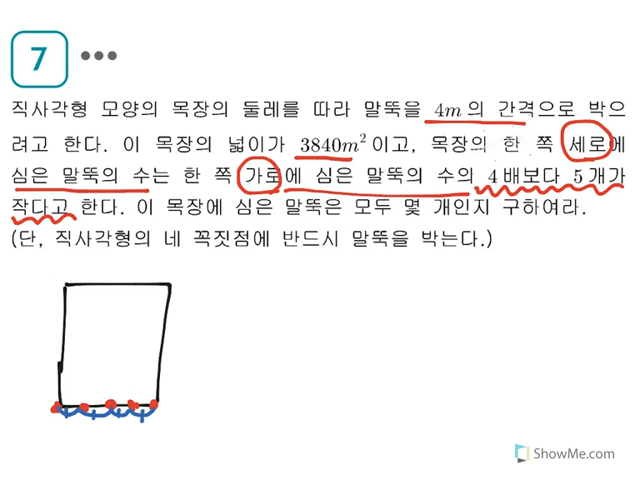 7
직사각형 모양의 목장의 둘레를 따라 말뚝을 4m의 간격으로 박으
려고 한다. 이 목장의 넓이가 3840m²이고, 목장의 한 쪽 세로에
심은 말뚝의 수는 한 쪽 가로에 심은 말뚝의 수의 4배보다 5개가
작다고 한다. 이 목장에 심은 말뚝은 모두 몇 개인지 구하여라.
(단, 직사각형의 네 꼭짓점에 반드시 말뚝을 박는다.)
ShowMe.com